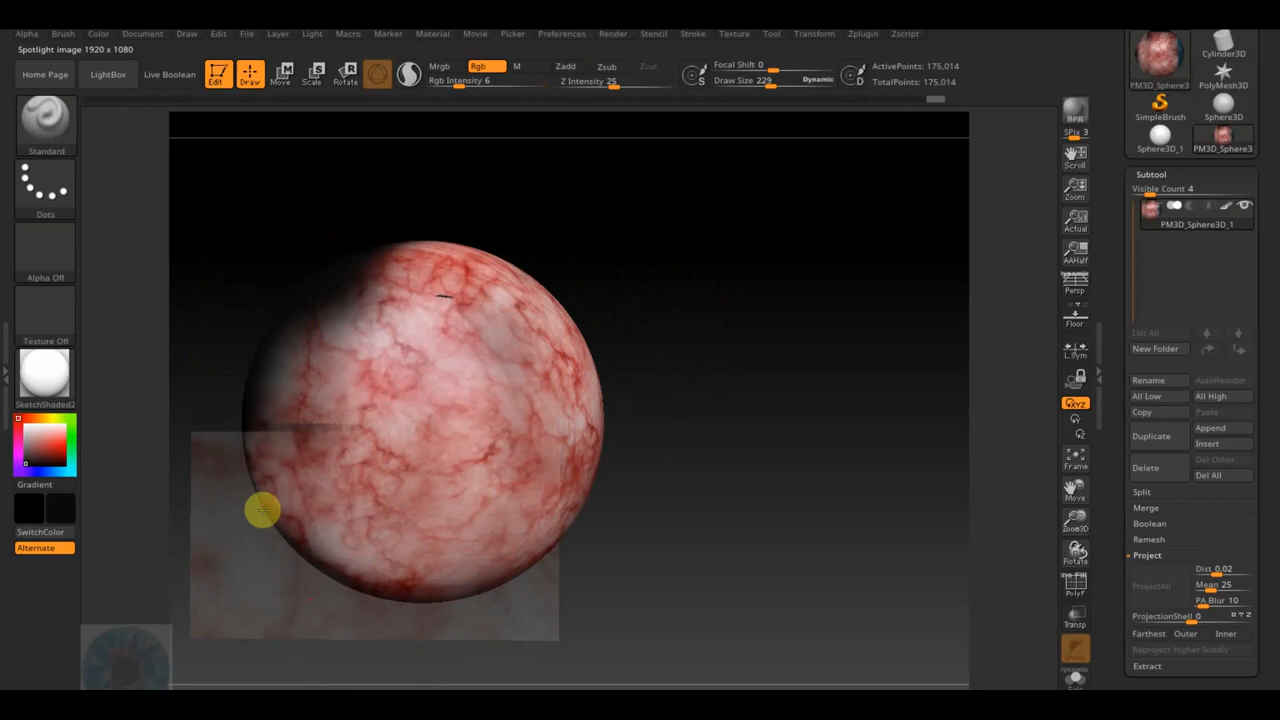 Alpha Brush Color Document Draw Edit File Layer Light Macro Marker Material Movie Picker Preferences Render Stencil Stroke Texture Tool Transform Zplugin Zscript
Spotlight image 1920 x 1080
Home Page LightBox Live Boolean Edit Draw Move Scale Rotate
Mrgb Rgb M Zadd Zsub Zcut
Rgb Intensity 6 Z Intensity 25
Focal Shift 0
Draw Size 229 Dynamic
S
D
ActivePoints: 175,014
TotalPoints: 175,014
Standard
Dots
Alpha Off
Texture Off
SketchShaded2
Gradient
SwitchColor
Alternate
BPR
SPix 3
Scroll
Zoom
Actual
AAHalf
Dynamic
Persp
Floor
L.Sym
XYZ
Frame
Move
Zoom3D
Rotate
PolyF
Transp
Ghost
Dynamic
Solo
PM3D_Sphere3
Cylinder3D
PolyMesh3D
SimpleBrush
Sphere3D
Sphere3D_1
PM3D_Sphere3
Subtool
Visible Count 4
PM3D_Sphere3D_1
List All
New Folder
Rename AutoReorder
All Low All High
Copy Paste
Duplicate Append
Insert
Delete Del Other
Del All
Split
Merge
Boolean
Remesh
Project
ProjectAll Dist 0.02
Mean 25
PA Blur 10
ProjectionShell 0 X Y Z
Farthest Outer Inner
Reproject Higher Subdiv
Extract